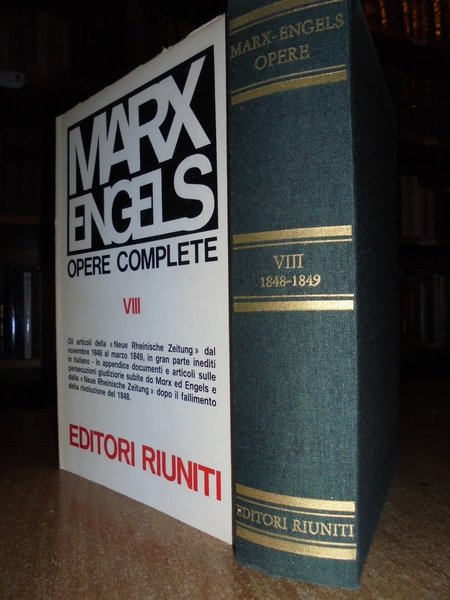 MARX
ENGELS
OPERE COMPLETE
VIII
Gli articoli della «Neue Rheinische Zeitung» dal
novembre 1848 al marzo 1849, in gran parte inediti
in italiano - In appendice documenti e articoli sulle
persecuzioni giudiziarie subite da Marx ed Engels e
dalla «Neue Rheinische Zeitung» dopo il fallimento
della rivoluzione del 1848.
EDITORI RIUNITI
MARX-ENGELS
OPERE
VIII
1848-1849
EDITORI RIUNITI